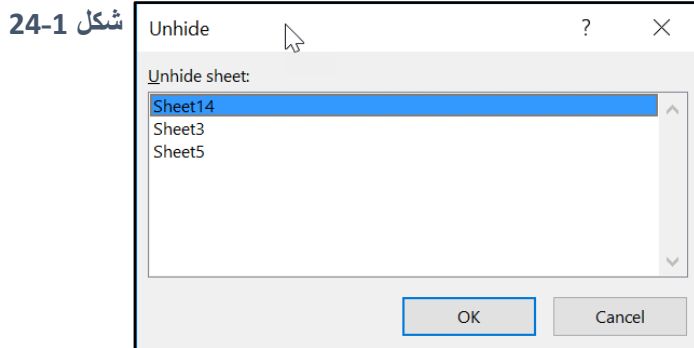 شكل 1-24
Unhide ?
Unhide sheet:
Sheet14
Sheet3
Sheet5
OK Cancel